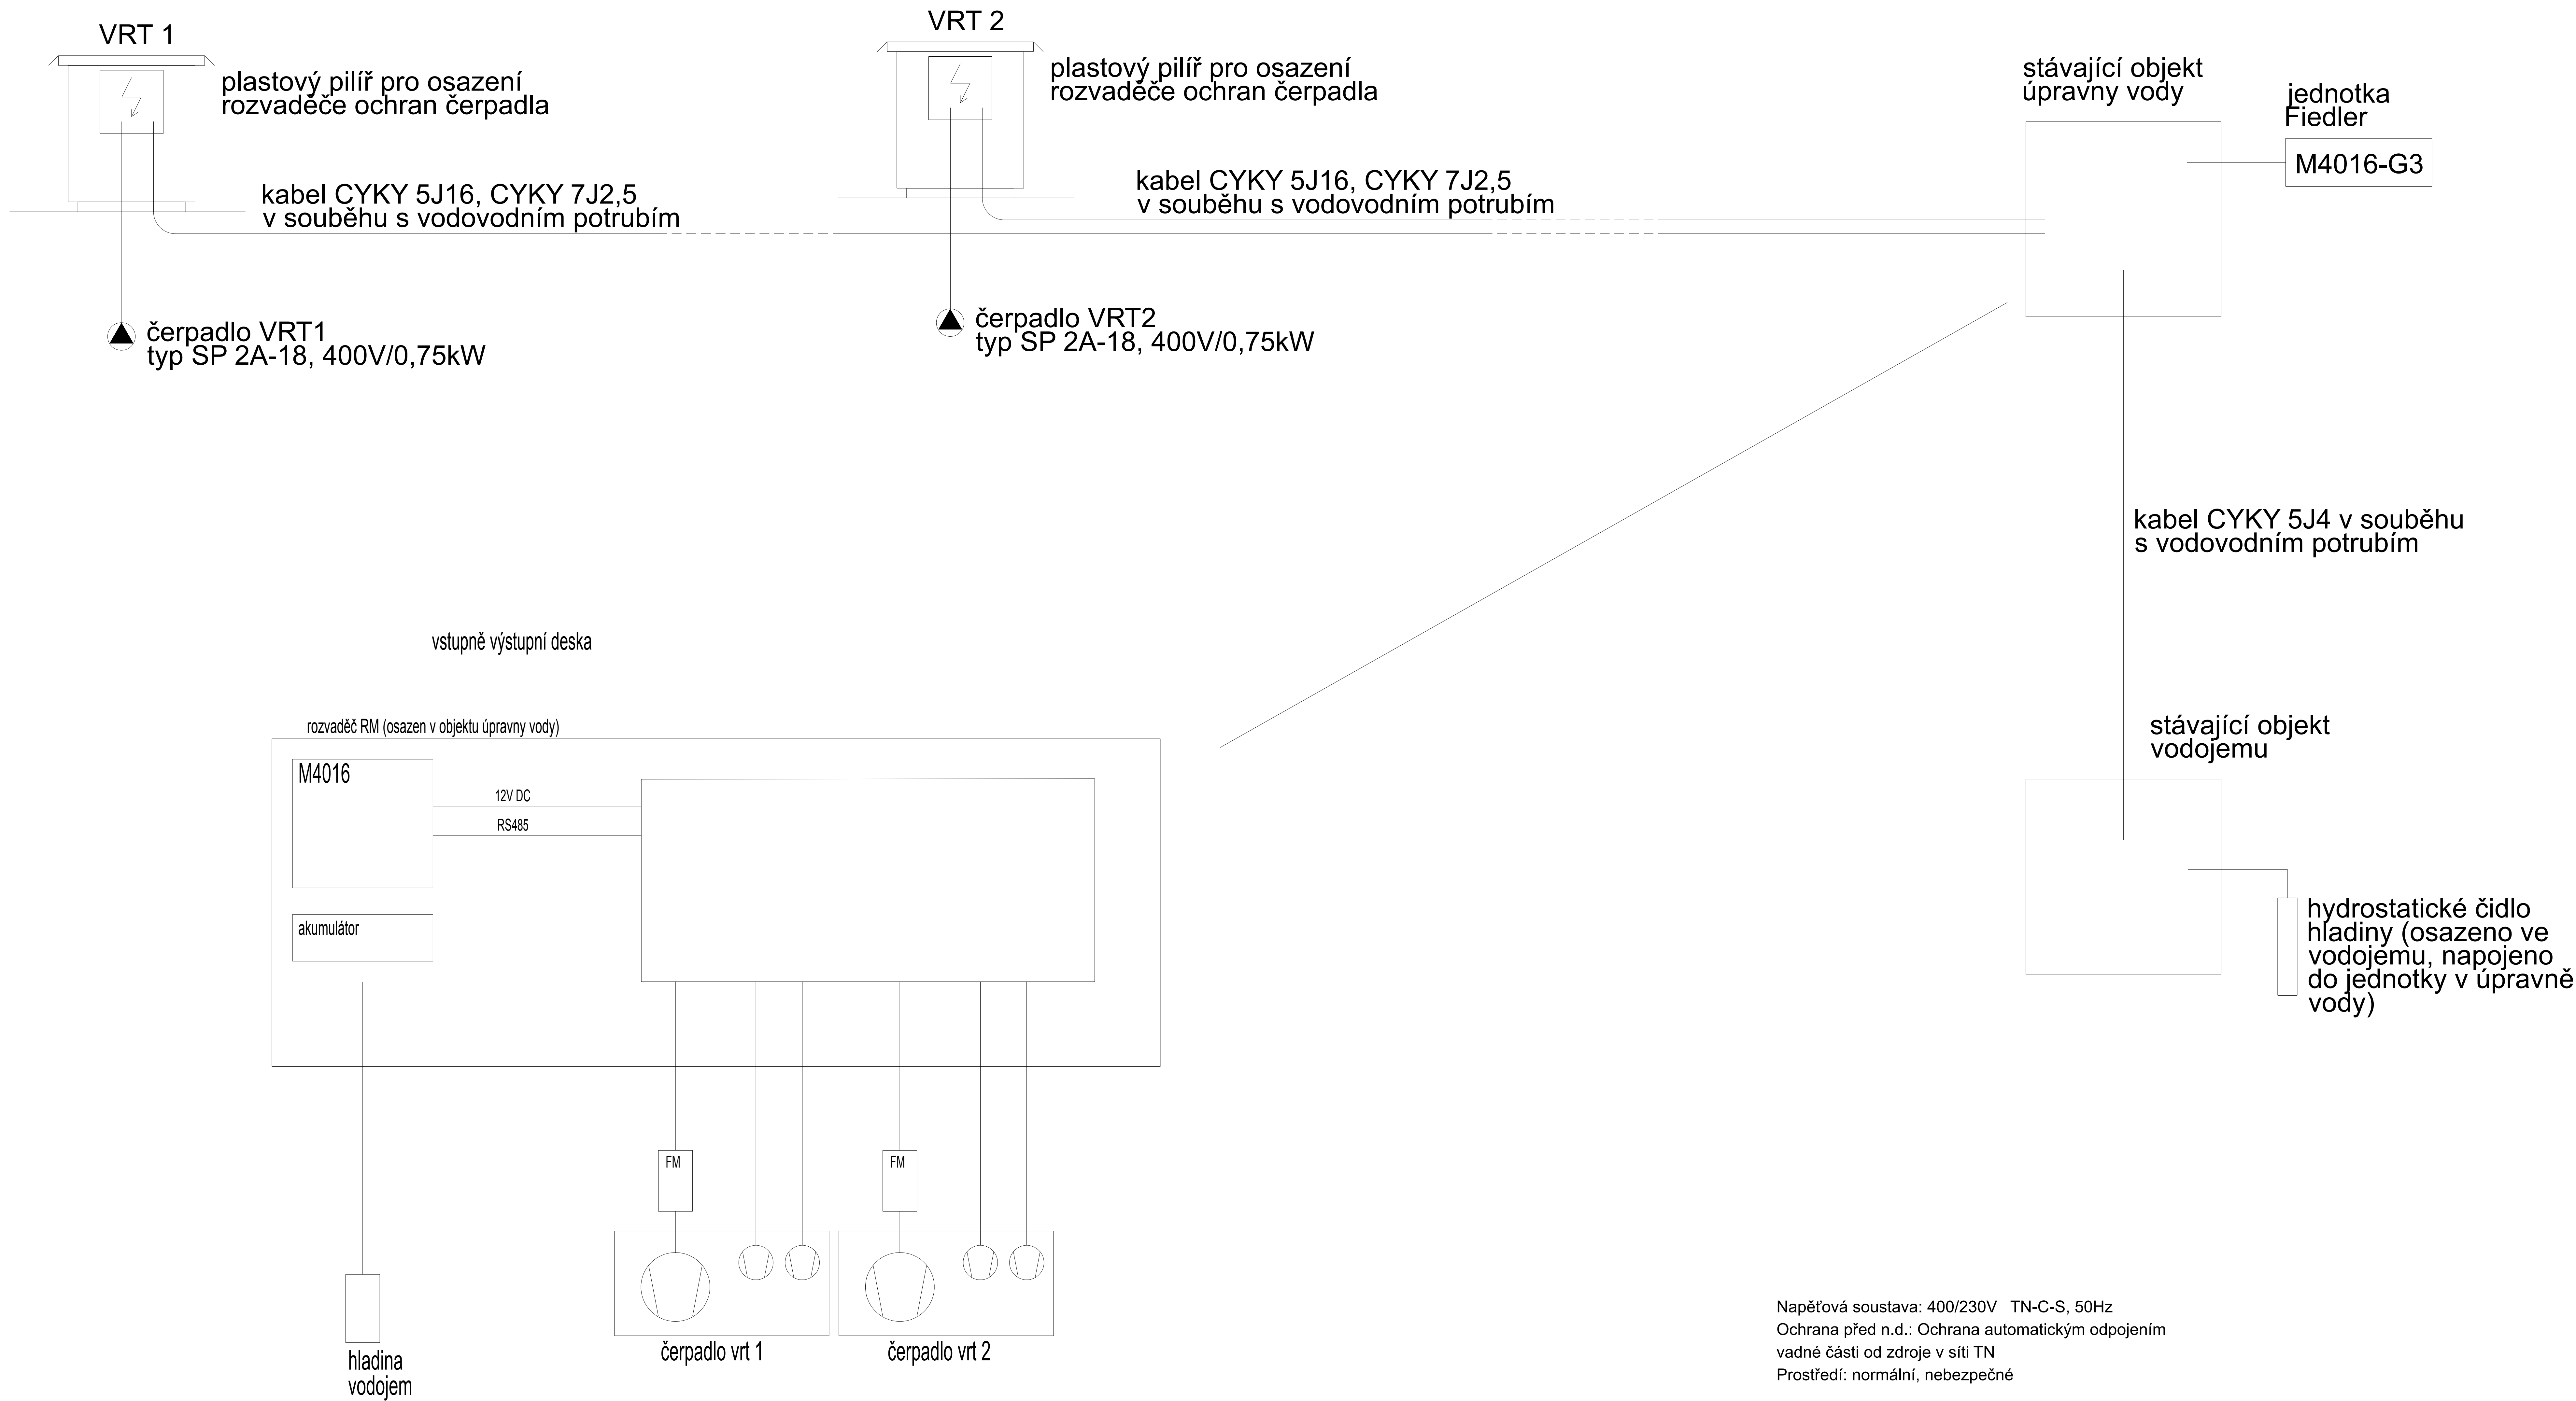 VRT 1
plastový pilíř pro osazení
rozvaděče ochran čerpadla
kabel CYKY 5J16, CYKY 7J2,5
v souběhu s vodovodním potrubím
čerpadlo VRT1
typ SP 2A-18, 400V/0,75kW
VRT 2
plastový pilíř pro osazení
rozvaděče ochran čerpadla
kabel CYKY 5J16, CYKY 7J2,5
v souběhu s vodovodním potrubím
čerpadlo VRT2
typ SP 2A-18, 400V/0,75kW
stávající objekt
úpravny vody
jednotka
Fiedler
M4016-G3
kabel CYKY 5J4 v souběhu
s vodovodním potrubím
stávající objekt
vodojemu
hydrostatické čidlo
hladiny (osazeno ve
vodojemu, napojeno
do jednotky v úpravně
vody)
vstupně výstupní deska
rozvaděč RM (osazen v objektu úpravny vody)
M4016
12V DC
RS485
akumulátor
FM
FM
čerpadlo vrt 1
čerpadlo vrt 2
hladina
vodojem
Napěťová soustava: 400/230V   TN-C-S, 50Hz
Ochrana před n.d.: Ochrana automatickým odpojením
vadné části od zdroje v síti TN
Prostředí: normální, nebezpečné